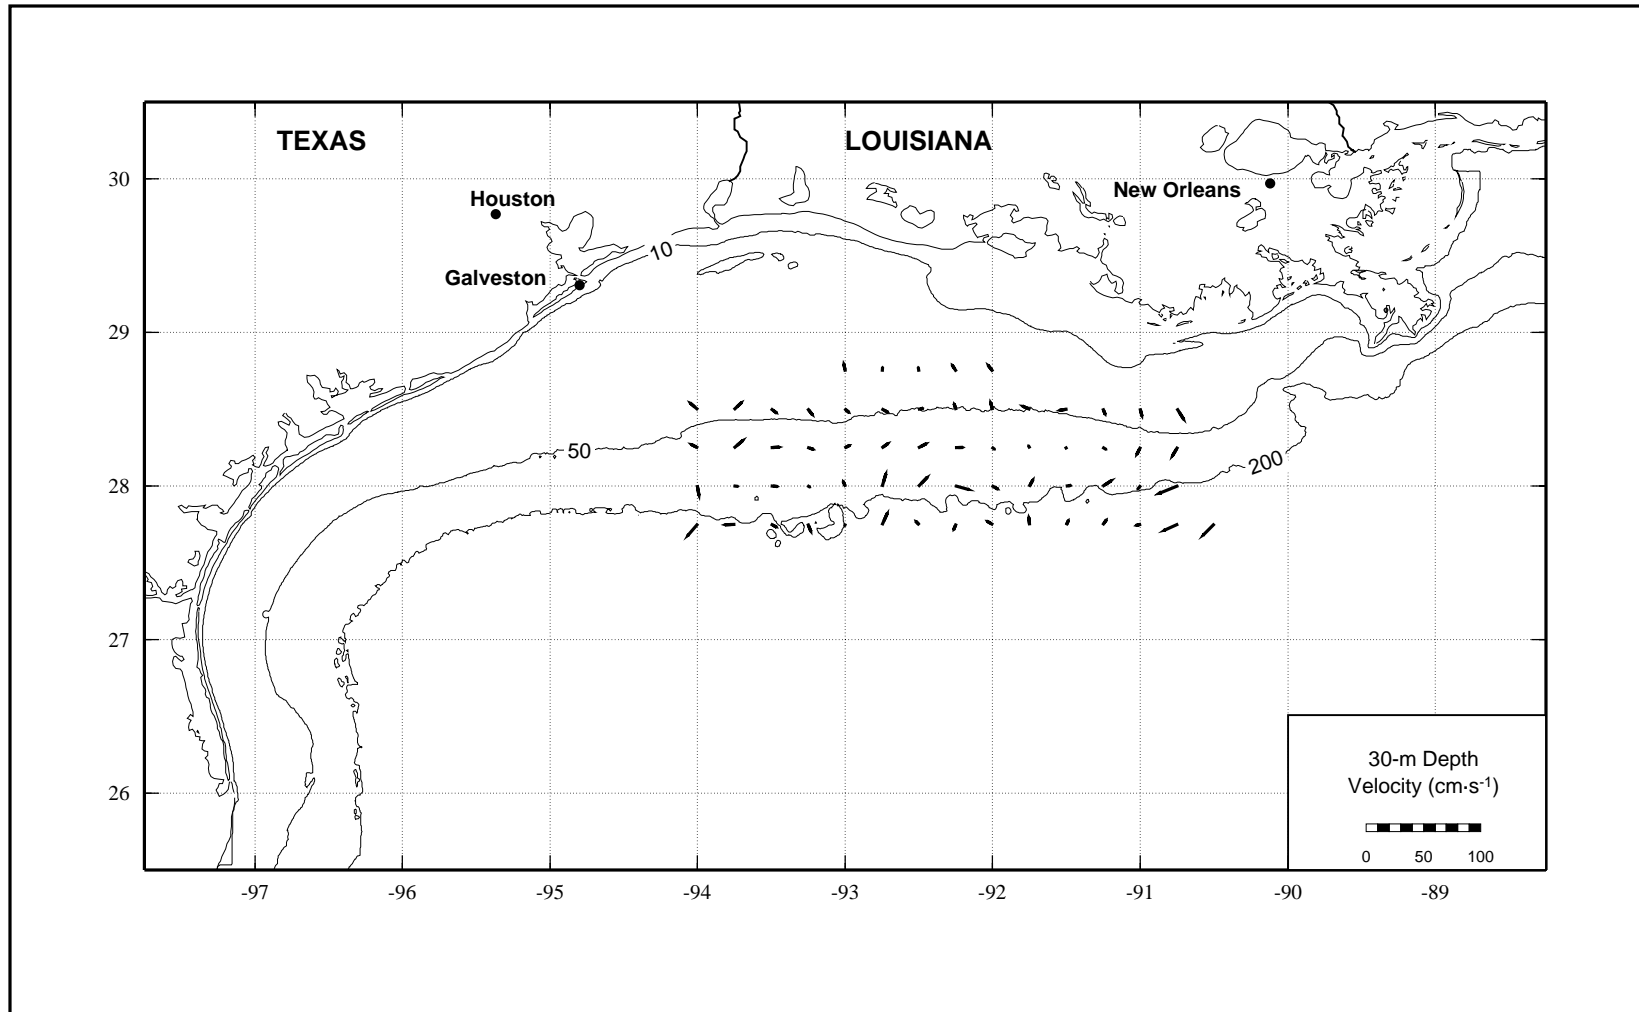 TEXAS
LOUISIANA
30
New Orleans
Houston
10
Galveston
29
50
200
28
27
26
30-m Depth
Velocity (cm·s-1)
0 50 100
-97 -96 -95 -94 -93 -92 -91 -90 -89